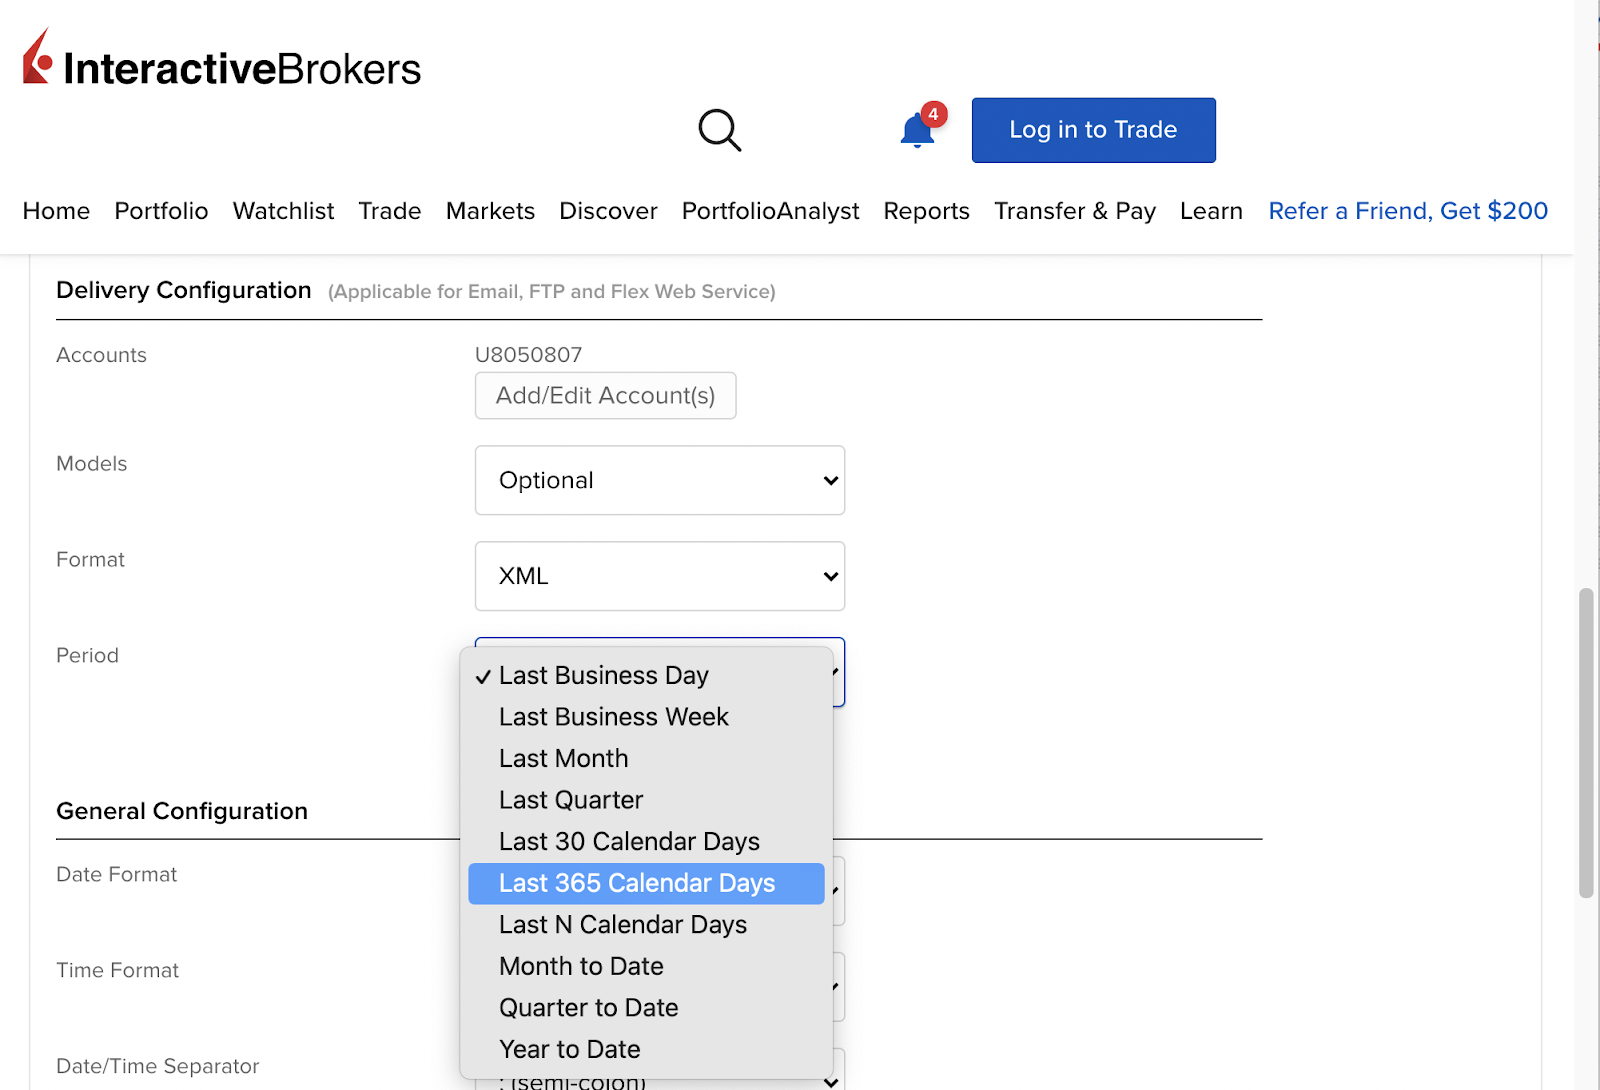 InteractiveBrokers
4
Log in to Trade
Home Portfolio Watchlist Trade Markets Discover PortfolioAnalyst Reports Transfer & Pay Learn Refer a Friend, Get $200
Delivery Configuration (Applicable for Email, FTP and Flex Web Service)
Accounts U8050807
Add/Edit Account(s)
Models Optional
Format XML
Period
✓ Last Business Day
Last Business Week
Last Month
Last Quarter
Last 30 Calendar Days
Last 365 Calendar Days
Last N Calendar Days
Month to Date
Quarter to Date
Year to Date
General Configuration
Date Format
Time Format
Date/Time Separator
; (semi-colon)